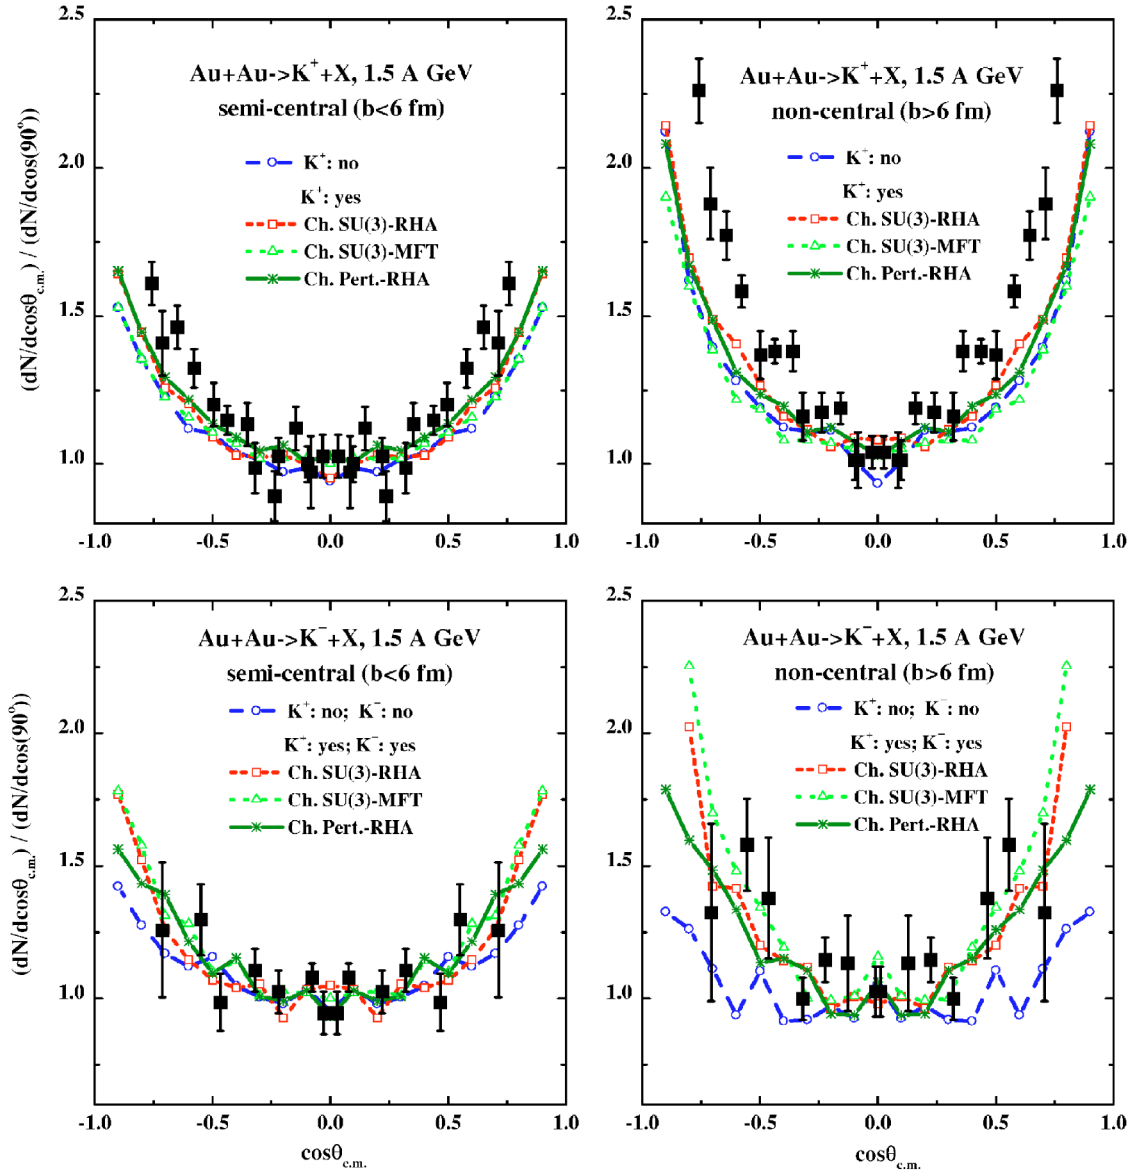 (dN/dcosθc.m.) / (dN/dcos(90°))
2.5
2.0
1.5
1.0
Au+Au->K⁺+X, 1.5 A GeV
semi-central (b<6 fm)
K⁺: no
K⁺: yes
Ch. SU(3)-RHA
Ch. SU(3)-MFT
Ch. Pert.-RHA
-1.0 -0.5 0.0 0.5 1.0
2.5
2.0
1.5
1.0
Au+Au->K⁺+X, 1.5 A GeV
non-central (b>6 fm)
K⁺: no
K⁺: yes
Ch. SU(3)-RHA
Ch. SU(3)-MFT
Ch. Pert.-RHA
-1.0 -0.5 0.0 0.5 1.0
(dN/dcosθc.m.) / (dN/dcos(90°))
2.5
2.0
1.5
1.0
Au+Au->K⁻+X, 1.5 A GeV
semi-central (b<6 fm)
K⁺: no; K⁻: no
K⁺: yes; K⁻: yes
Ch. SU(3)-RHA
Ch. SU(3)-MFT
Ch. Pert.-RHA
-1.0 -0.5 0.0 0.5 1.0
cosθc.m.
2.5
2.0
1.5
1.0
Au+Au->K⁻+X, 1.5 A GeV
non-central (b>6 fm)
K⁺: no; K⁻: no
K⁺: yes; K⁻: yes
Ch. SU(3)-RHA
Ch. SU(3)-MFT
Ch. Pert.-RHA
-1.0 -0.5 0.0 0.5 1.0
cosθc.m.